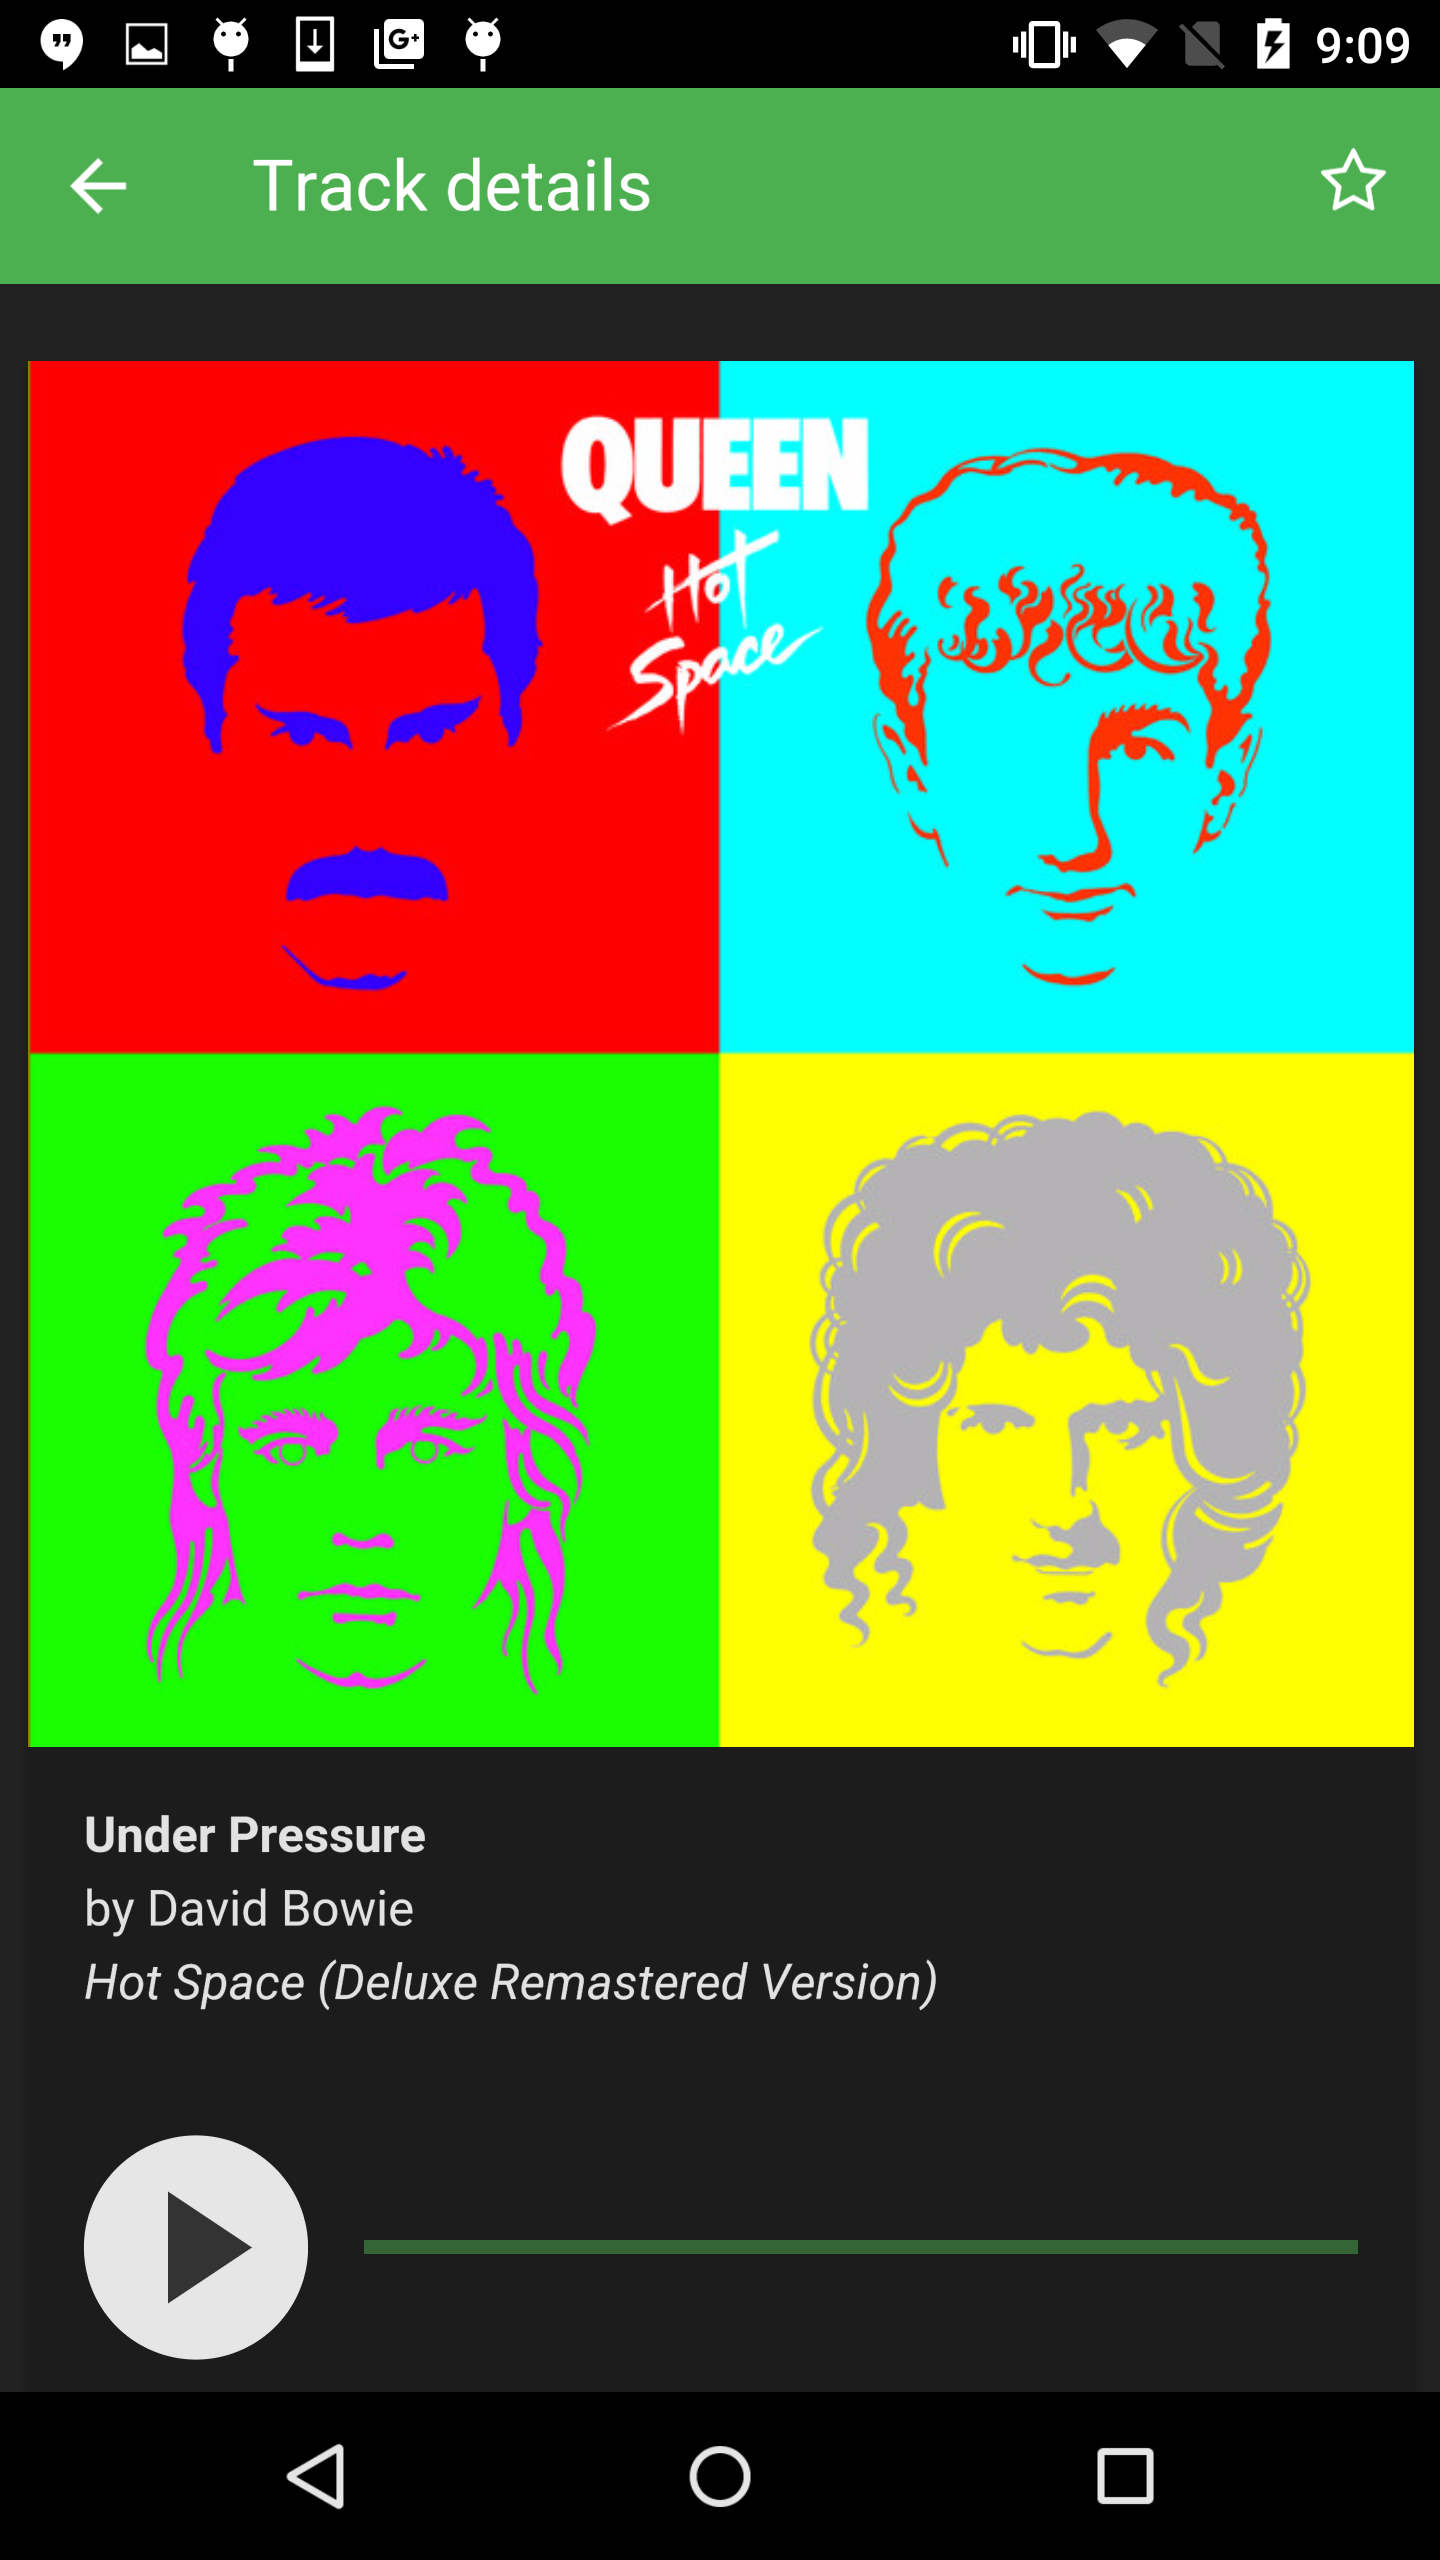 9:09
Track details
QUEEN
Hot
Space
Under Pressure
by David Bowie
Hot Space (Deluxe Remastered Version)